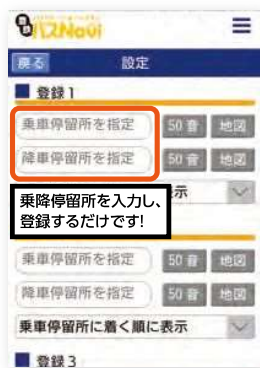 バスNavi
戻る 設定
登録1
乗車停留所を指定 50音 地図
降車停留所を指定 50音 地図
表示
乗降停留所を入力し、
登録するだけです!
乗車停留所を指定 50音 地図
降車停留所を指定 50音 地図
乗車停留所に着く順に表示
登録3